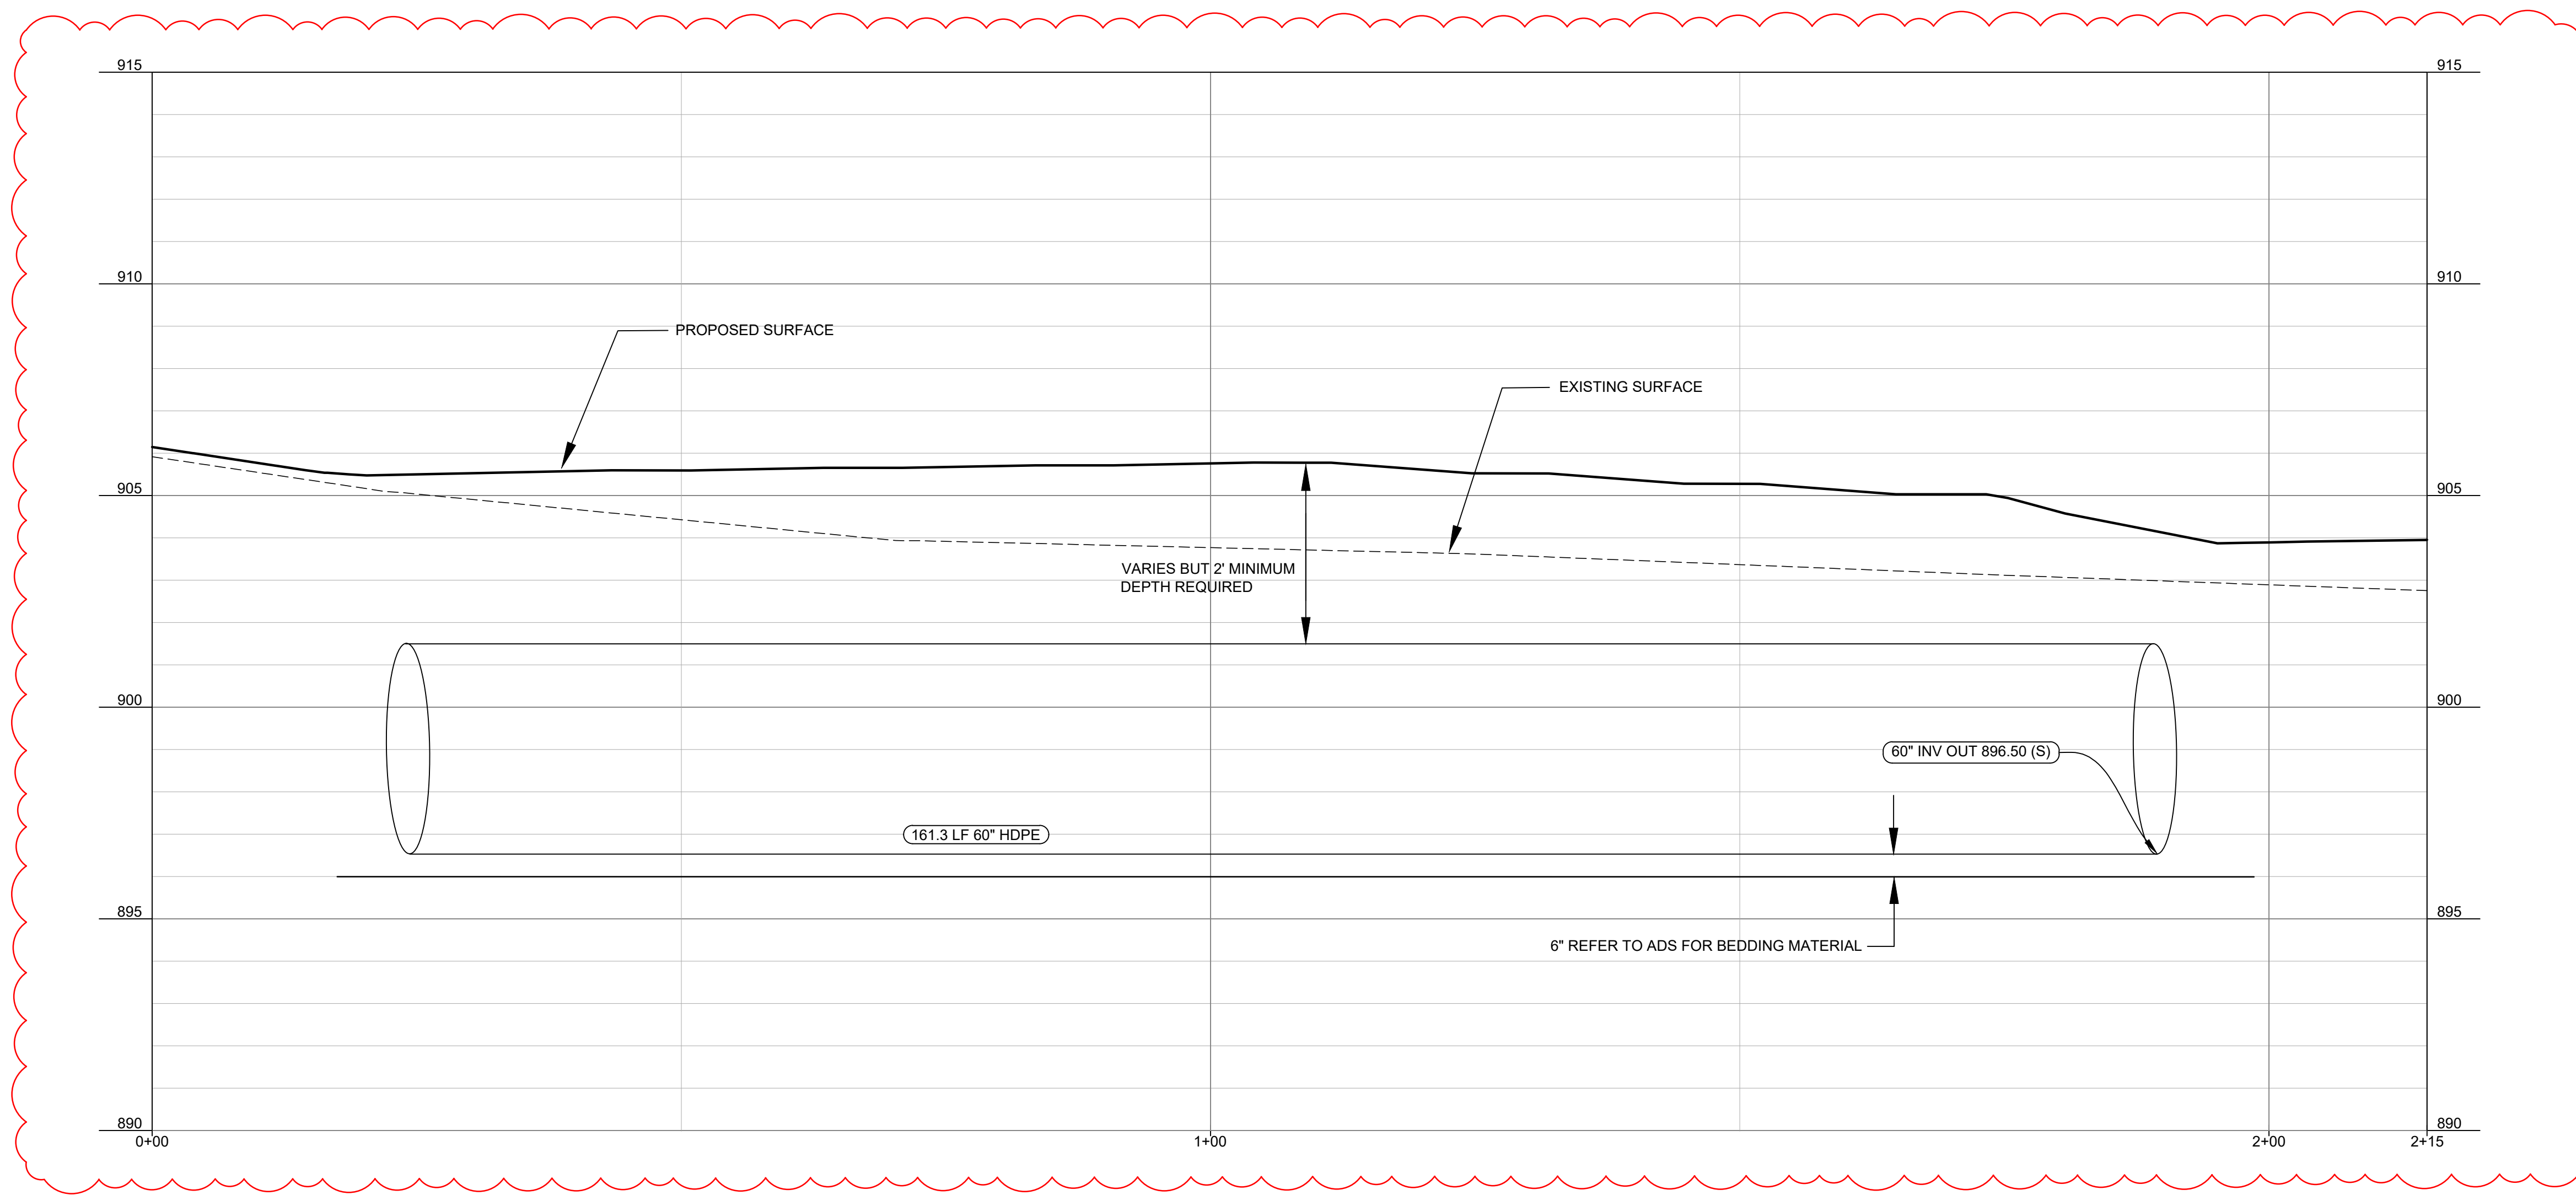 915
915
910
910
PROPOSED SURFACE
EXISTING SURFACE
905
905
VARIES BUT 2' MINIMUM
DEPTH REQUIRED
900
900
60" INV OUT 896.50 (S)
161.3 LF 60" HDPE
895
895
6" REFER TO ADS FOR BEDDING MATERIAL
890
890
0+00
1+00
2+00
2+15